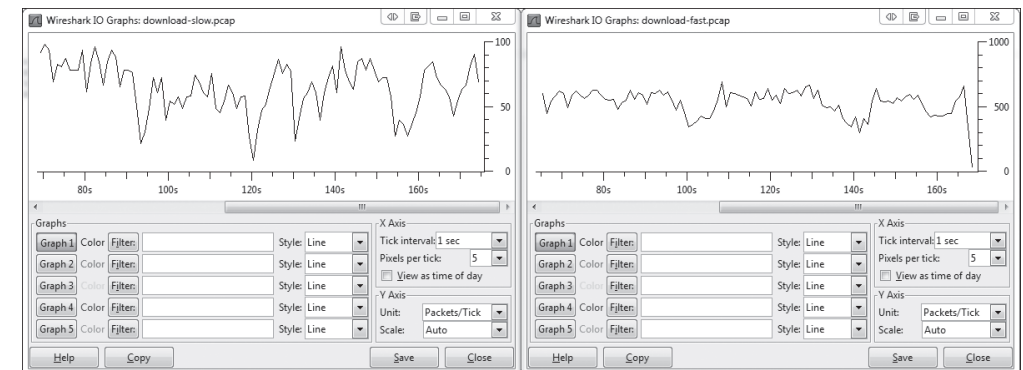 Wireshark IO Graphs: download-slow.pcap
100
50
0
80s 100s 120s 140s 160s
Graphs
Graph 1 Color Filter: Style: Line
Graph 2 Color Filter: Style: Line
Graph 3 Color Filter: Style: Line
Graph 4 Color Filter: Style: Line
Graph 5 Color Filter: Style: Line
X Axis
Tick interval: 1 sec
Pixels per tick: 5
View as time of day
Y Axis
Unit: Packets/Tick
Scale: Auto
Help Copy Save Close
Wireshark IO Graphs: download-fast.pcap
1000
500
0
80s 100s 120s 140s 160s
Graphs
Graph 1 Color Filter: Style: Line
Graph 2 Color Filter: Style: Line
Graph 3 Color Filter: Style: Line
Graph 4 Color Filter: Style: Line
Graph 5 Color Filter: Style: Line
X Axis
Tick interval: 1 sec
Pixels per tick: 5
View as time of day
Y Axis
Unit: Packets/Tick
Scale: Auto
Help Copy Save Close